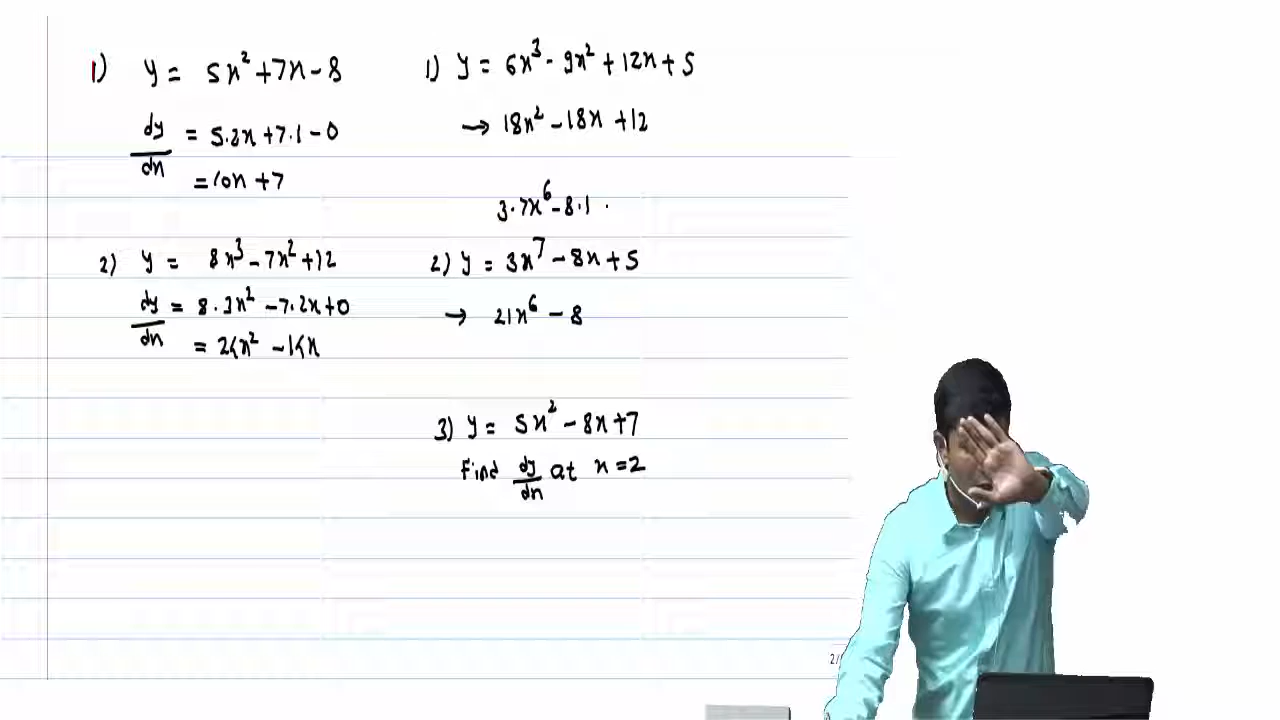 1) y = 5x² + 7x - 8
dy/dx = 5.2x + 7.1 - 0
= 10x + 7
2) y = 8x³ - 7x² + 12
dy/dx = 8.3x² - 7.2x + 0
= 24x² - 14x
1) y = 6x³ - 9x² + 12x + 5
→ 18x² - 18x + 12
3.7x⁶ - 8.1 .
2) y = 3x⁷ - 8x + 5
→ 21x⁶ - 8
3) y = 5x² - 8x + 7
Find dy/dx at x = 2